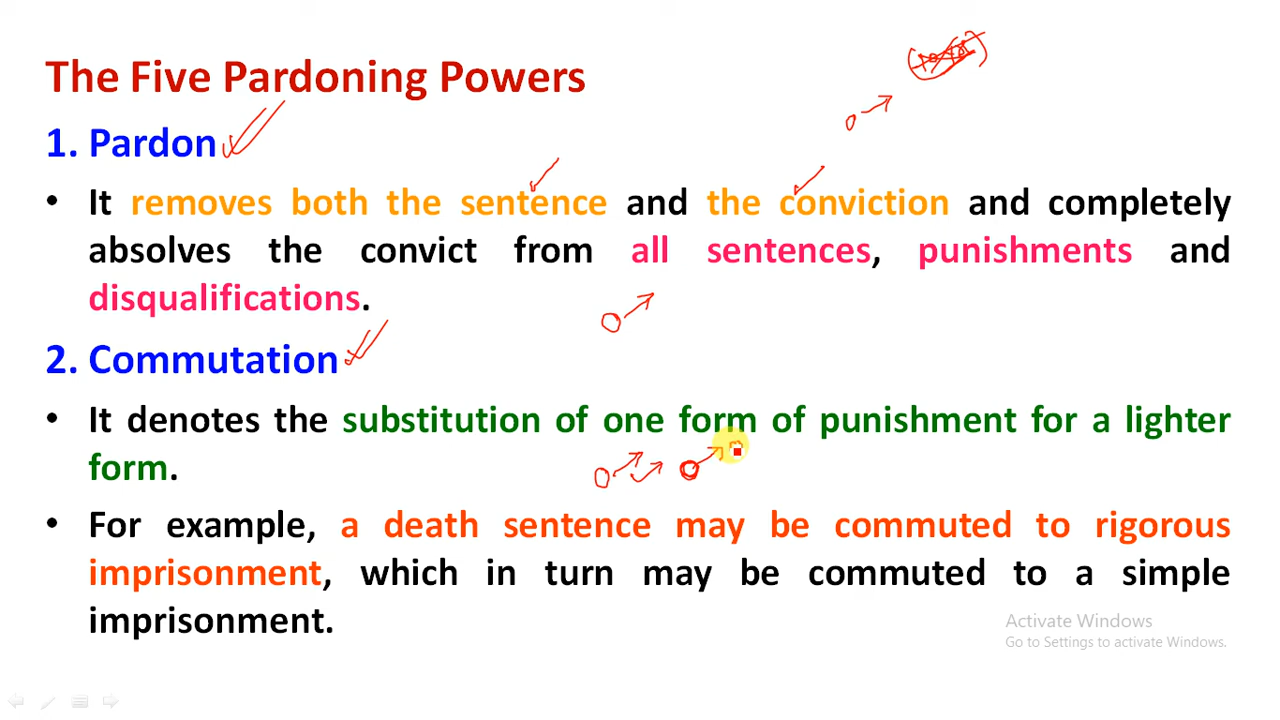 The Five Pardoning Powers
1. Pardon
• It removes both the sentence and the conviction and completely
absolves the convict from all sentences, punishments and
disqualifications.
2. Commutation
• It denotes the substitution of one form of punishment for a lighter
form.
• For example, a death sentence may be commuted to rigorous
imprisonment, which in turn may be commuted to a simple
imprisonment.
Activate Windows
Go to Settings to activate Windows.